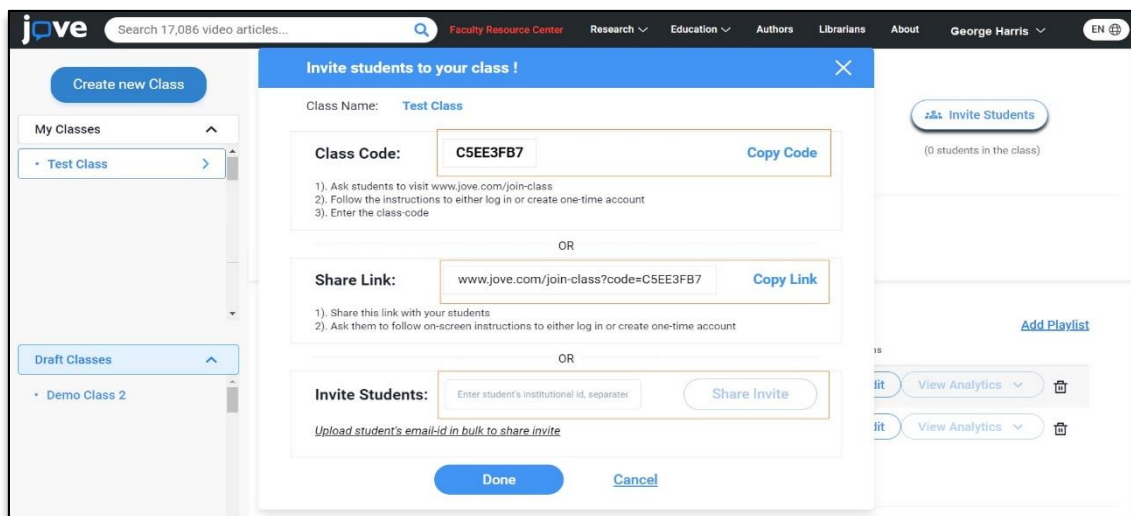 jove Search 17,086 video articles... Faculty Resource Center Research Education Authors Librarians About George Harris EN
Create new Class
My Classes
Test Class
Draft Classes
Demo Class 2
Invite students to your class !
Class Name: Test Class
Class Code: C5EE3FB7 Copy Code
1). Ask students to visit www.jove.com/join-class
2). Follow the instructions to either log in or create one-time account
3). Enter the class-code
OR
Share Link: www.jove.com/join-class?code=C5EE3FB7 Copy Link
1). Share this link with your students
2). Ask them to follow on-screen instructions to either log in or create one-time account
OR
Invite Students: Enter student's institutional id, separated Share Invite
Upload student's email-id in bulk to share invite
Done Cancel
Invite Students
(0 students in the class)
Add Playlist
View Analytics
View Analytics